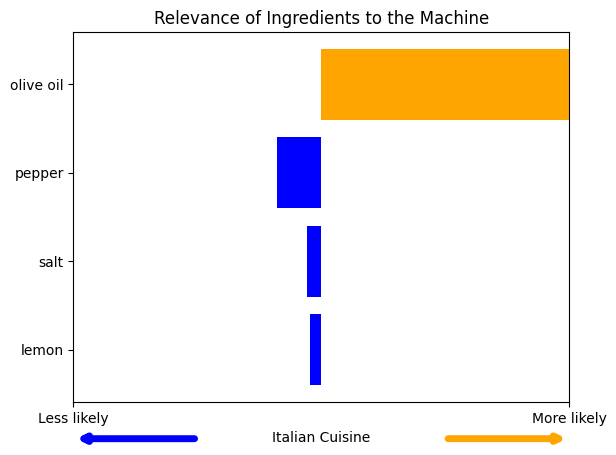 Relevance of Ingredients to the Machine
olive oil
pepper
salt
lemon
Less likely
More likely
Italian Cuisine